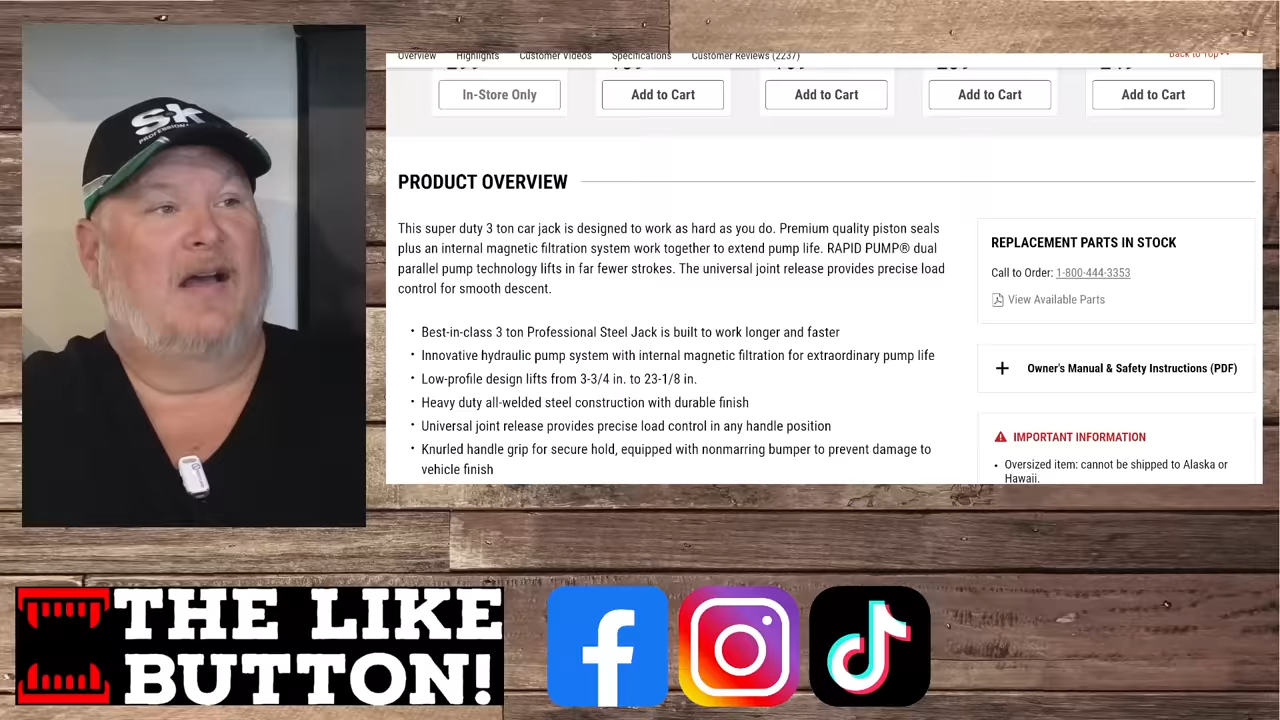 Overview Highlights Customer Videos Specifications Customer Reviews (2237) Back to Top
In-Store Only Add to Cart Add to Cart Add to Cart Add to Cart
PRODUCT OVERVIEW
This super duty 3 ton car jack is designed to work as hard as you do. Premium quality piston seals
plus an internal magnetic filtration system work together to extend pump life. RAPID PUMP® dual
parallel pump technology lifts in far fewer strokes. The universal joint release provides precise load
control for smooth descent.
• Best-in-class 3 ton Professional Steel Jack is built to work longer and faster
• Innovative hydraulic pump system with internal magnetic filtration for extraordinary pump life
• Low-profile design lifts from 3-3/4 in. to 23-1/8 in.
• Heavy duty all-welded steel construction with durable finish
• Universal joint release provides precise load control in any handle position
• Knurled handle grip for secure hold, equipped with nonmarring bumper to prevent damage to
vehicle finish
REPLACEMENT PARTS IN STOCK
Call to Order: 1-800-444-3353
View Available Parts
+ Owner's Manual & Safety Instructions (PDF)
IMPORTANT INFORMATION
• Oversized item: cannot be shipped to Alaska or
Hawaii.
SK
PROFESSIONAL
THE LIKE
BUTTON!